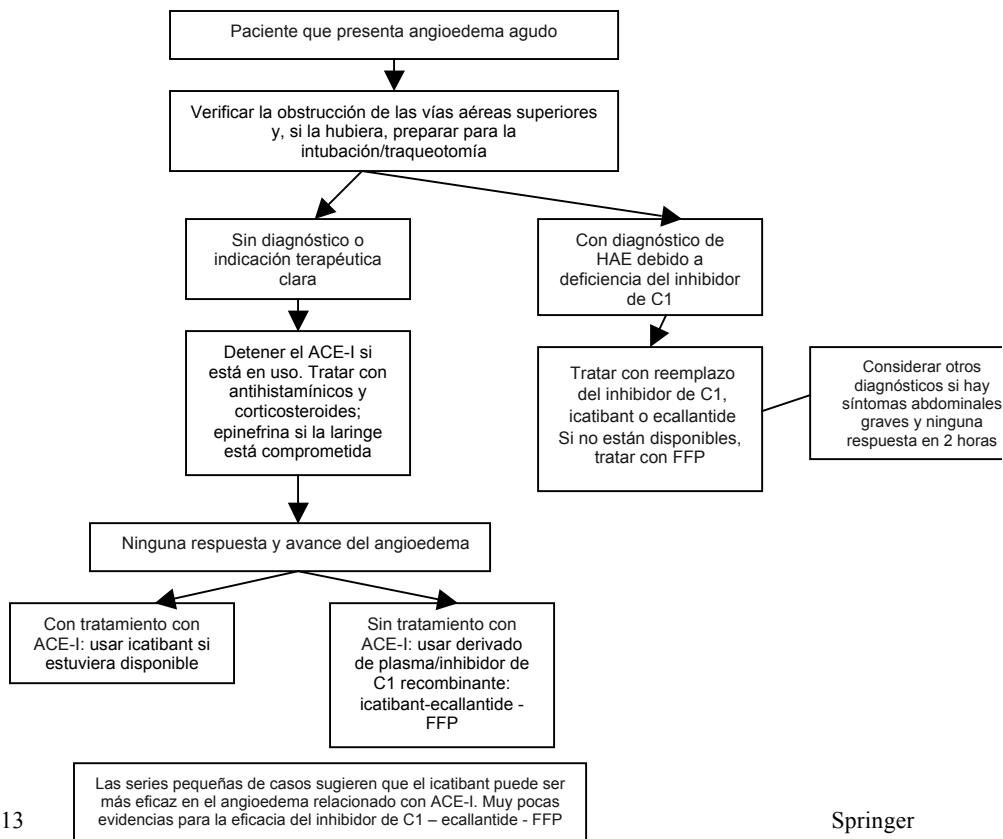 Paciente que presenta angioedema agudo
Verificar la obstrucción de las vías aéreas superiores
y, si la hubiera, preparar para la
intubación/traqueotomía
Sin diagnóstico o
indicación terapéutica
clara
Con diagnóstico de
HAE debido a
deficiencia del inhibidor
de C1
Detener el ACE-I si
está en uso. Tratar con
antihistamínicos y
corticosteroides;
epinefrina si la laringe
está comprometida
Tratar con reemplazo
del inhibidor de C1,
icatibant o ecallantide
Si no están disponibles,
tratar con FFP
Considerar otros
diagnósticos si hay
síntomas abdominales
graves y ninguna
respuesta en 2 horas
Ninguna respuesta y avance del angioedema
Con tratamiento con
ACE-I: usar icatibant si
estuviera disponible
Sin tratamiento con
ACE-I: usar derivado
de plasma/inhibidor de
C1 recombinante:
icatibant-ecallantide -
FFP
Las series pequeñas de casos sugieren que el icatibant puede ser
más eficaz en el angioedema relacionado con ACE-I. Muy pocas
evidencias para la eficacia del inhibidor de C1 – ecallantide - FFP
13
Springer